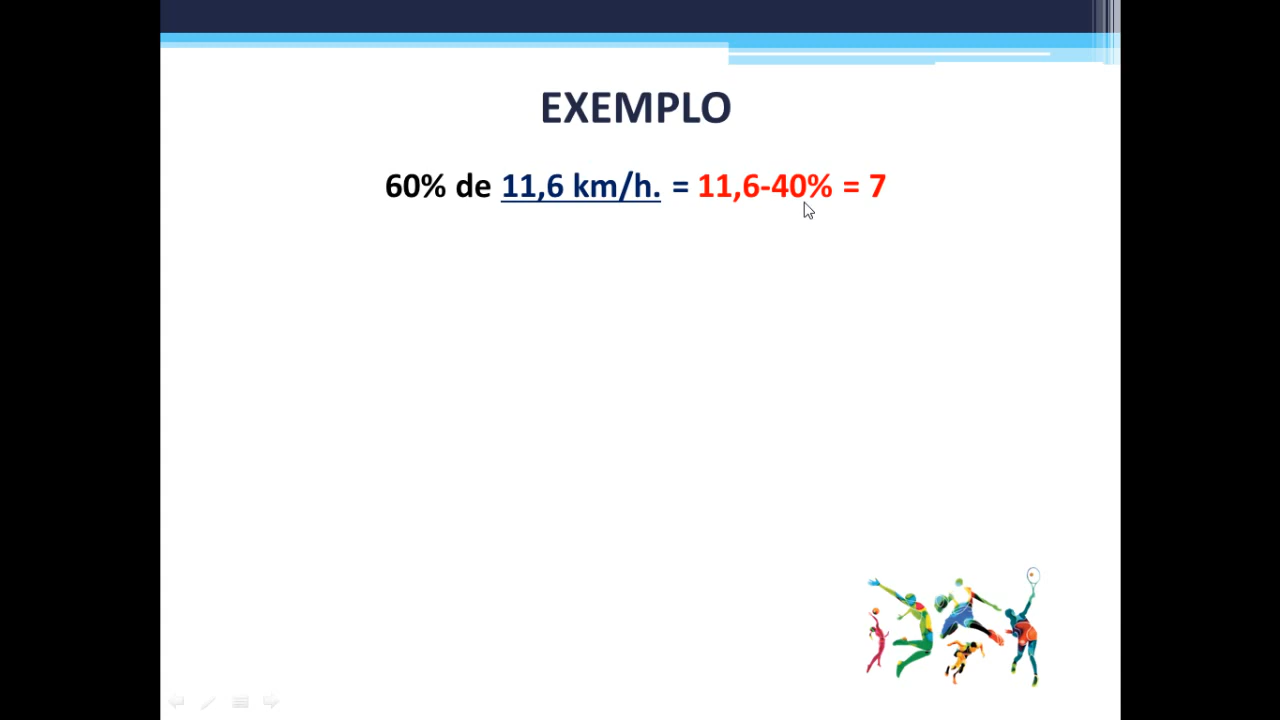 EXEMPLO
60% de 11,6 km/h. = 11,6-40% = 7